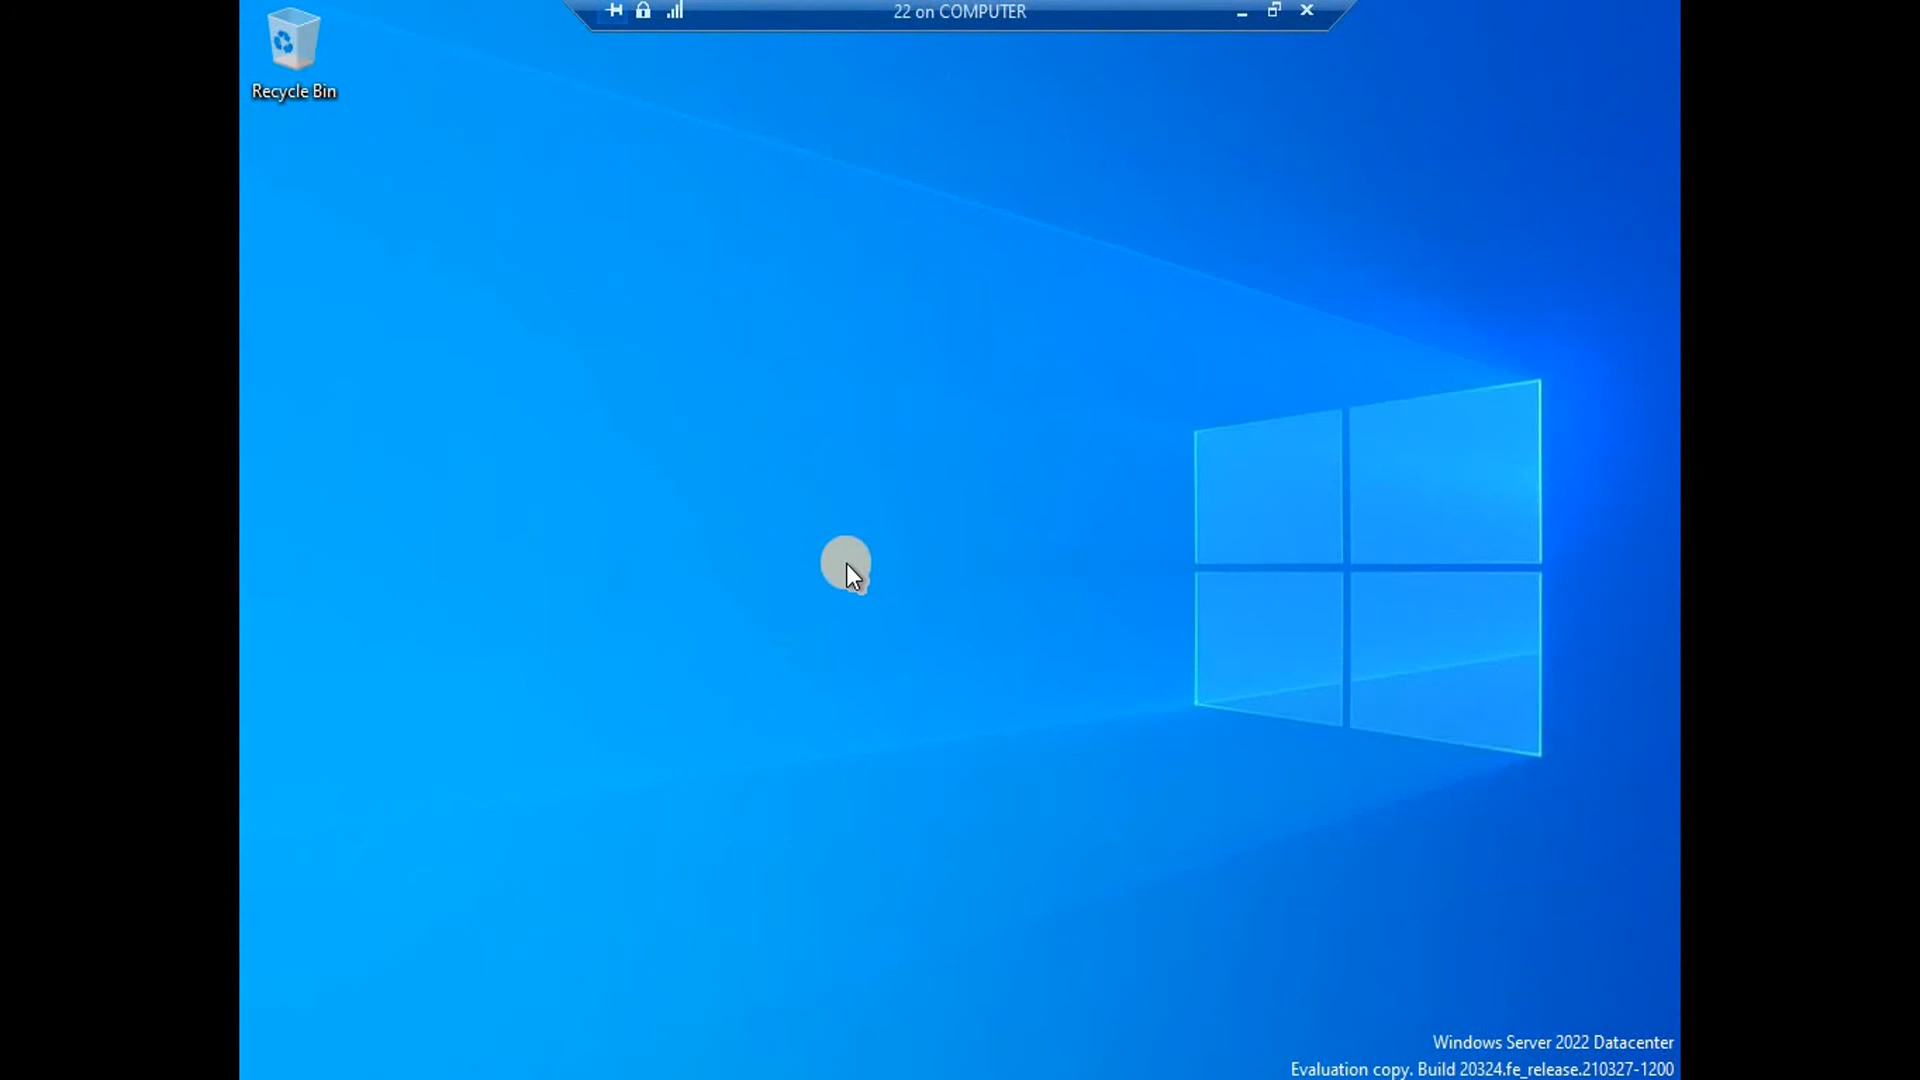 22 on COMPUTER
Recycle Bin
Windows Server 2022 Datacenter
Evaluation copy. Build 20324.fe_release.210327-1200